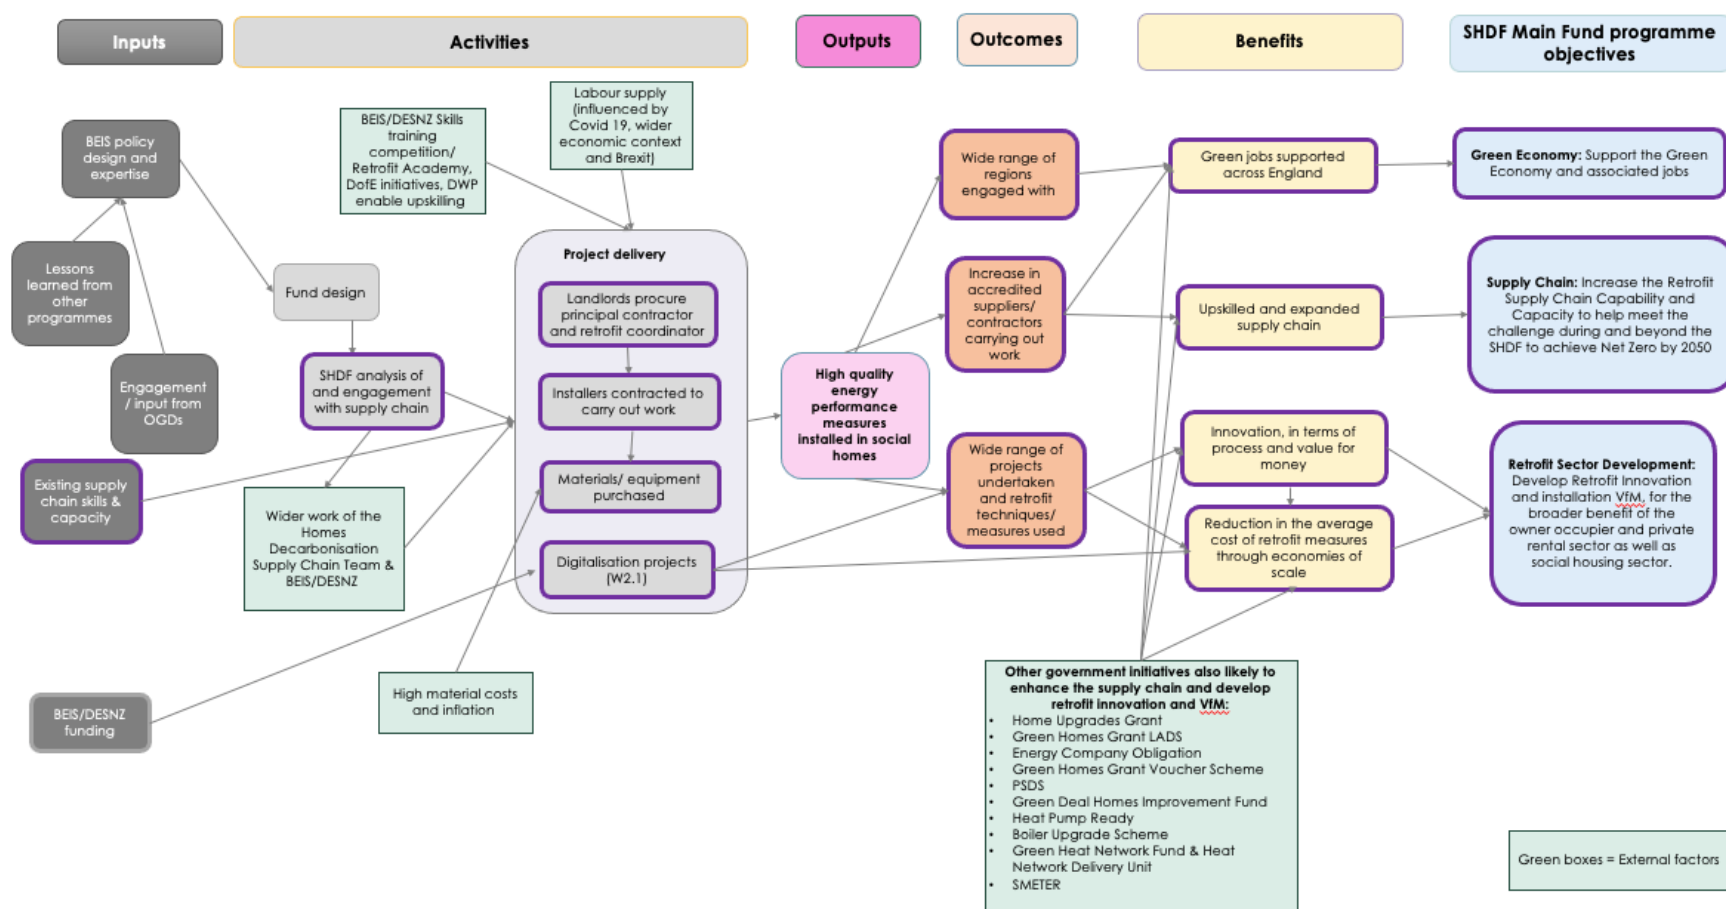 Inputs
Activities
Outputs
Outcomes
Benefits
SHDF Main Fund programme
objectives
BEIS policy
design and
expertise
Lessons
learned from
other
programmes
Engagement
/ input from
OGDs
Existing supply
chain skills &
capacity
BEIS/DESNZ
funding
BEIS/DESNZ Skills
training
competition/
Retrofit Academy,
DofE initiatives, DWP
enable upskilling
Labour supply
(influenced by
Covid 19, wider
economic context
and Brexit)
Fund design
SHDF analysis of
and engagement
with supply chain
Wider work of the
Homes
Decarbonisation
Supply Chain Team &
BEIS/DESNZ
High material costs
and inflation
Project delivery
Landlords procure
principal contractor
and retrofit coordinator
Installers contracted to
carry out work
Materials/ equipment
purchased
Digitalisation projects
(W2.1)
High quality
energy
performance
measures
installed in social
homes
Wide range of
regions
engaged with
Increase in
accredited
suppliers/
contractors
carrying out
work
Wide range of
projects
undertaken
and retrofit
techniques/
measures used
Green jobs supported
across England
Upskilled and expanded
supply chain
Innovation, in terms of
process and value for
money
Reduction in the average
cost of retrofit measures
through economies of
scale
Green Economy: Support the Green
Economy and associated jobs
Supply Chain: Increase the Retrofit
Supply Chain Capability and
Capacity to help meet the
challenge during and beyond the
SHDF to achieve Net Zero by 2050
Retrofit Sector Development:
Develop Retrofit Innovation
and installation VfM, for the
broader benefit of the
owner occupier and private
rental sector as well as
social housing sector.
Other government initiatives also likely to
enhance the supply chain and develop
retrofit innovation and VfM:
• Home Upgrades Grant
• Green Homes Grant LADS
• Energy Company Obligation
• Green Homes Grant Voucher Scheme
• PSDS
• Green Deal Homes Improvement Fund
• Heat Pump Ready
• Boiler Upgrade Scheme
• Green Heat Network Fund & Heat
Network Delivery Unit
• SMETER
Green boxes = External factors